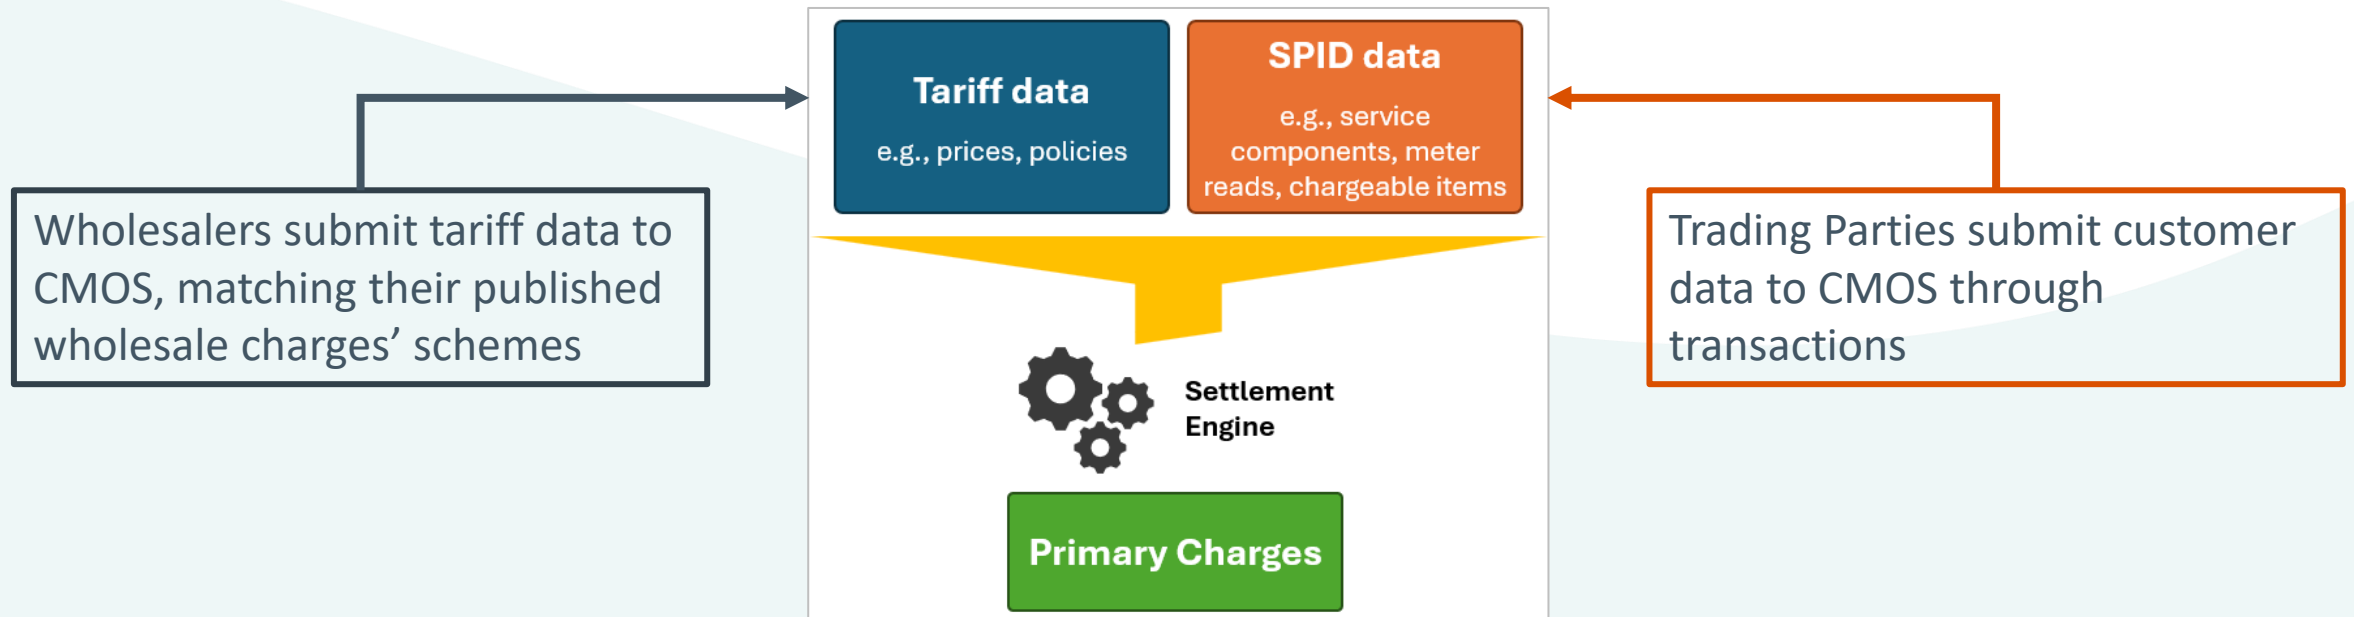 Tariff data
e.g., prices, policies
SPID data
e.g., service
components, meter
reads, chargeable items
Wholesalers submit tariff data to
CMOS, matching their published
wholesale charges’ schemes
Trading Parties submit customer
data to CMOS through
transactions
Settlement
Engine
Primary Charges